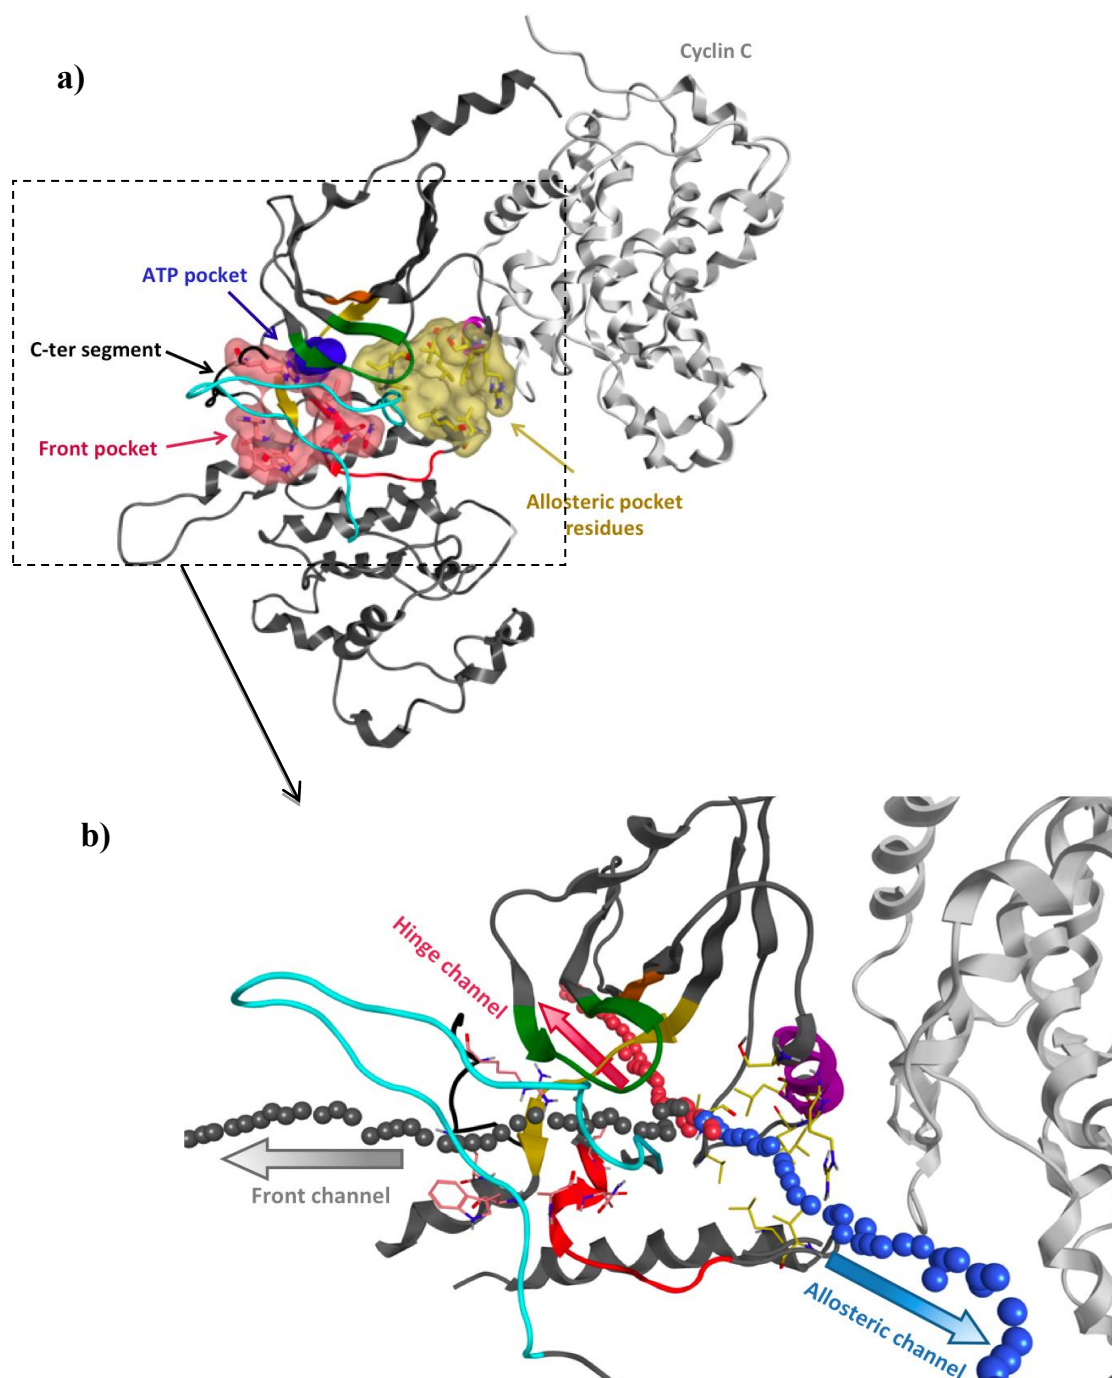 a)
Cyclin C
ATP pocket
C-ter segment
Front pocket
Allosteric pocket
residues
b)
Hinge channel
Front channel
Allosteric channel